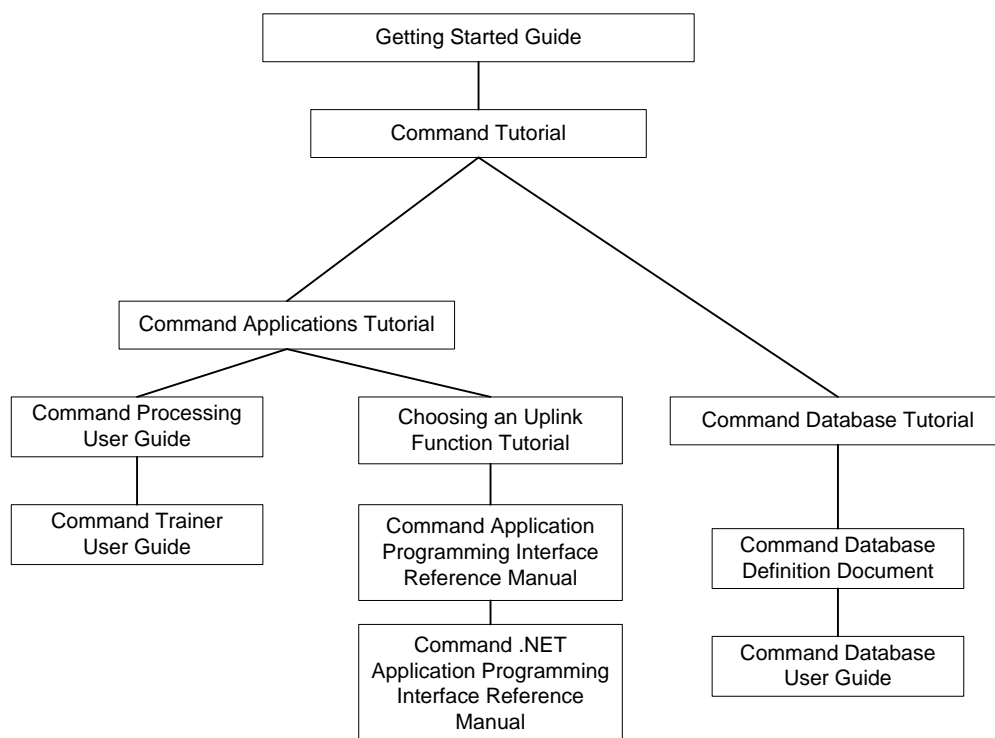 Getting Started Guide
Command Tutorial
Command Applications Tutorial
Command Processing
User Guide
Choosing an Uplink
Function Tutorial
Command Database Tutorial
Command Trainer
User Guide
Command Application
Programming Interface
Reference Manual
Command Database
Definition Document
Command .NET
Application Programming
Interface Reference
Manual
Command Database
User Guide